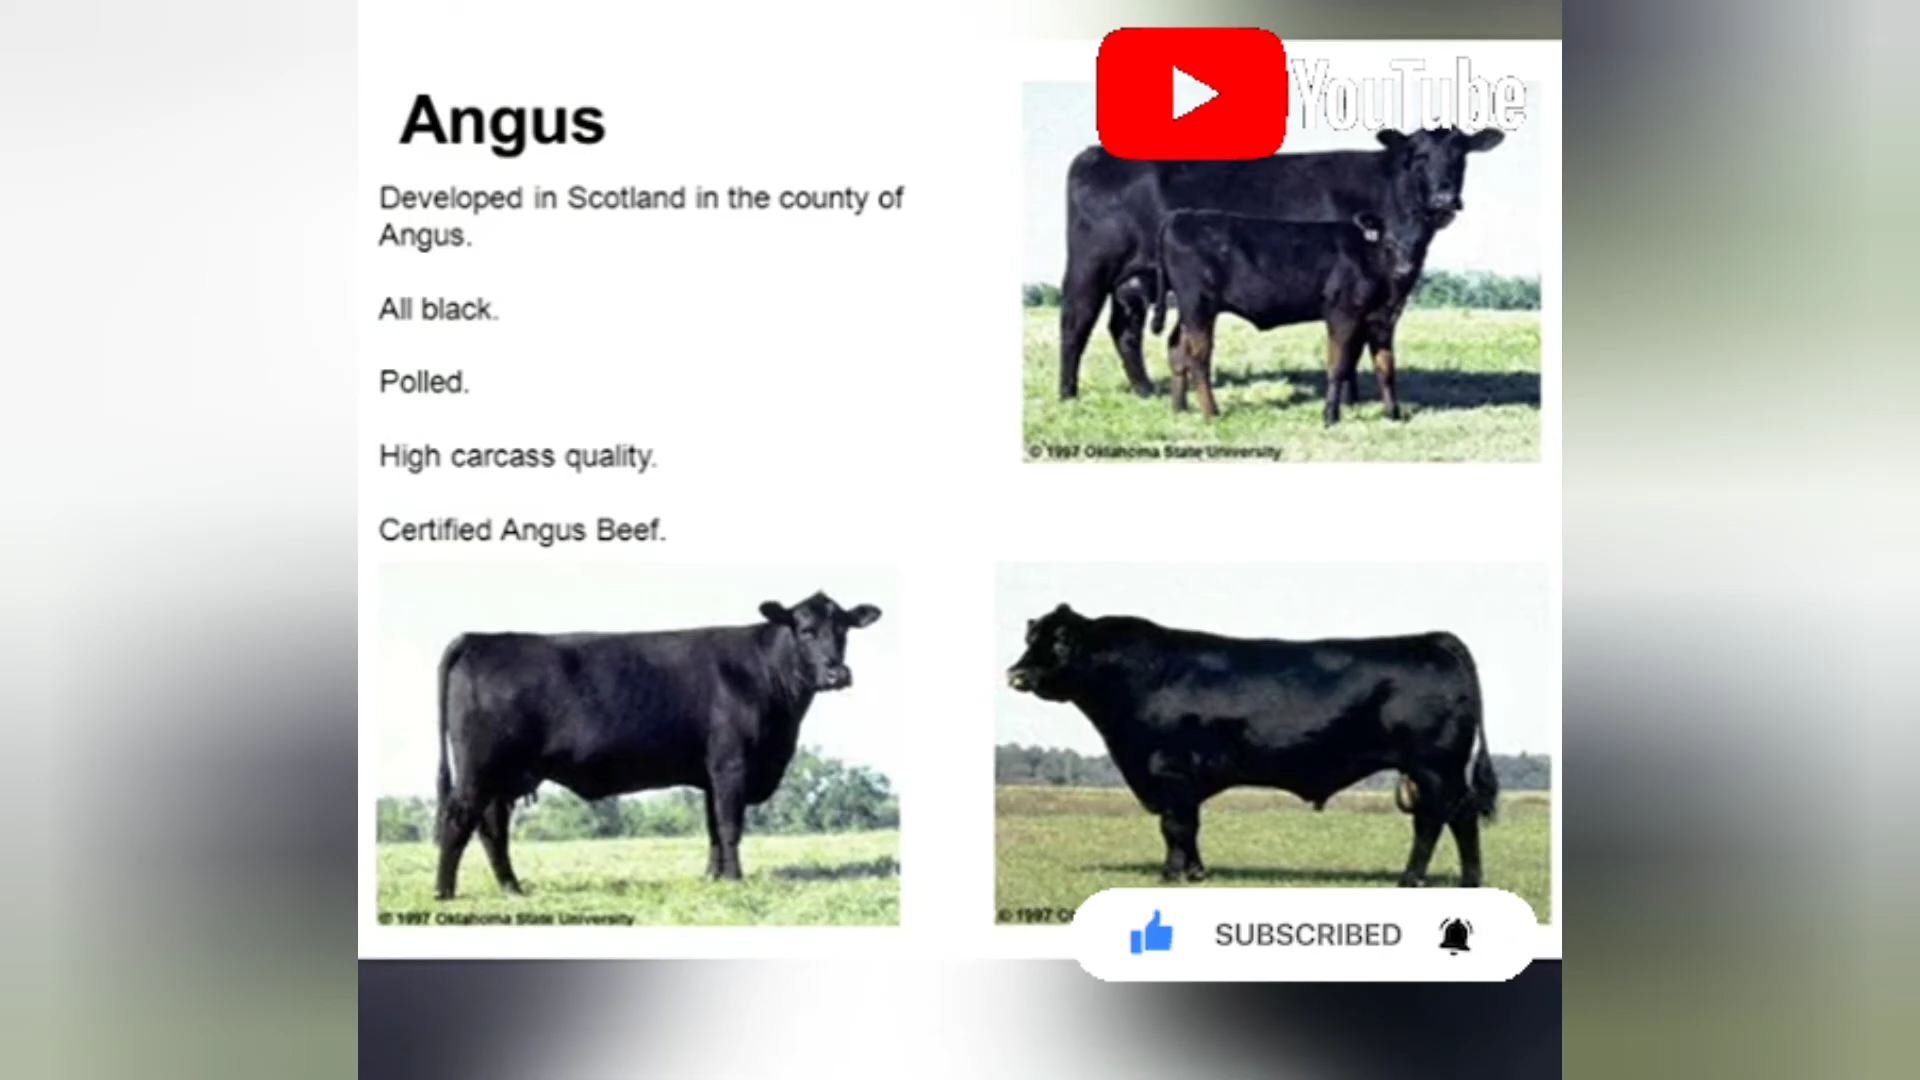 YouTube
Angus
Developed in Scotland in the county of
Angus.
All black.
Polled.
High carcass quality.
Certified Angus Beef.
© 1997 Oklahoma State University
© 1997 Oklahoma State University
© 1997
SUBSCRIBED